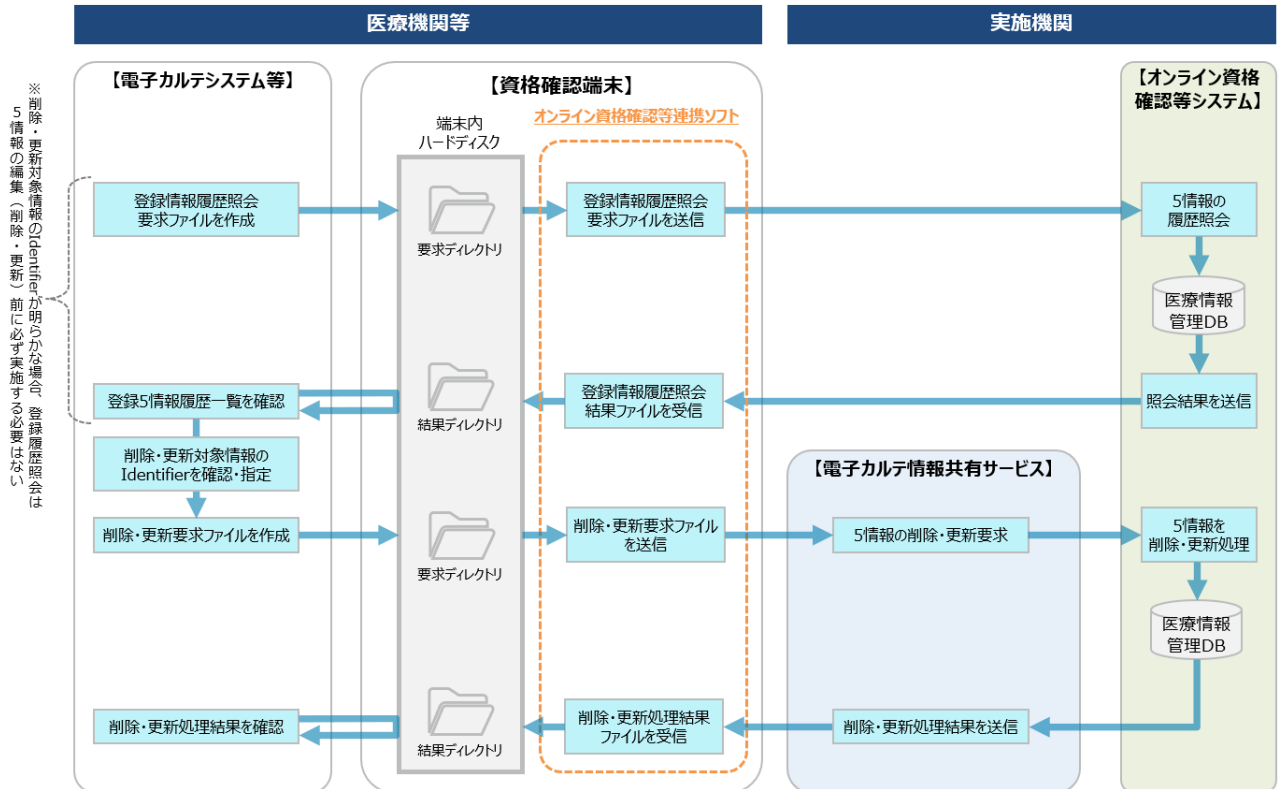 医療機関等
実施機関
【電子カルテシステム等】
【資格確認端末】
【オンライン資格
確認等システム】
オンライン資格確認等連携ソフト
端末内
ハードディスク
※削除・更新対象情報のIdentifierが明らかな場合、登録履歴照会は
5情報の編集（削除・更新）前に必ず実施する必要はない
登録情報履歴照会
要求ファイルを作成
要求ディレクトリ
登録情報履歴照会
要求ファイルを送信
5情報の
履歴照会
医療情報
管理DB
登録5情報履歴一覧を確認
結果ディレクトリ
登録情報履歴照会
結果ファイルを受信
照会結果を送信
削除・更新対象情報の
Identifierを確認・指定
【電子カルテ情報共有サービス】
削除・更新要求ファイルを作成
要求ディレクトリ
削除・更新要求ファイル
を送信
5情報の削除・更新要求
5情報を
削除・更新処理
医療情報
管理DB
削除・更新処理結果を確認
結果ディレクトリ
削除・更新処理結果
ファイルを受信
削除・更新処理結果を送信